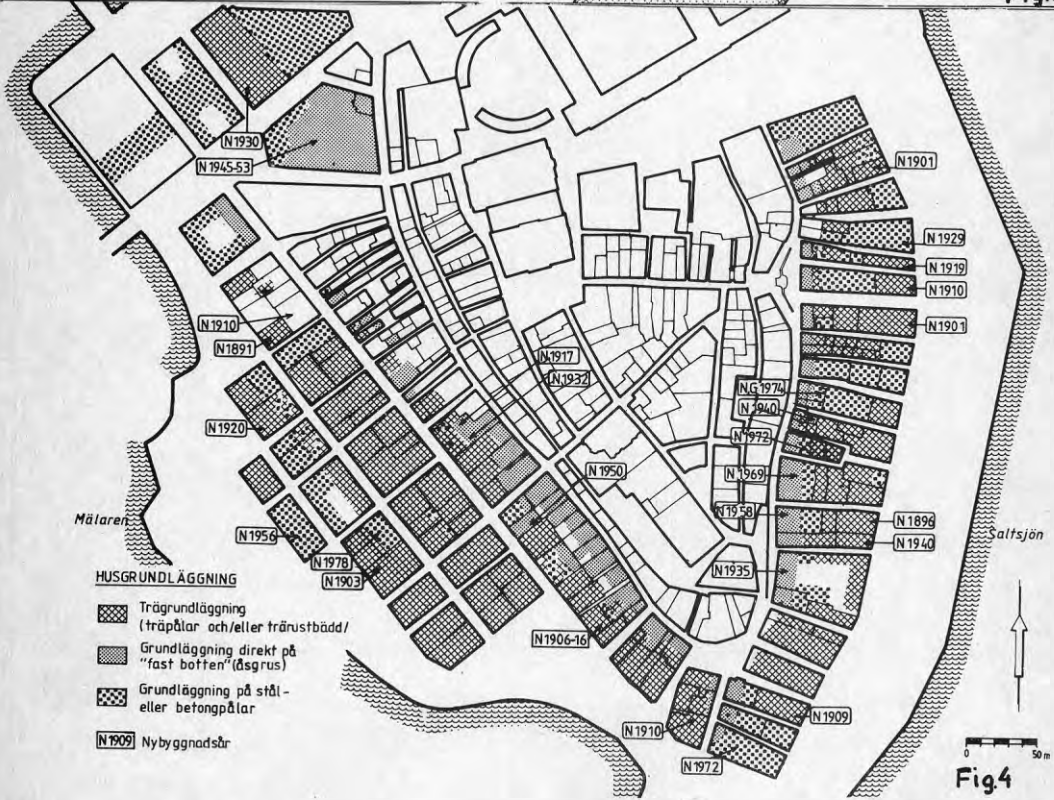 N1930
N1945-53
N1901
N1929
N1919
N1910
N1910
N1901
N1891
N1917
N1932
N.G 1974
N1940
N1920
N1972
N1950
N1969
Mälaren
N1958
N1896
N1956
Saltsjön
N1940
N1978
N1935
N1903
HUSGRUNDLÄGGNING
Trägrundläggning
(träpålar och/eller trärustbädd/
Grundläggning direkt på
"fast botten" (åsgrus)
N1906-16
Grundläggning på stål-
eller betongpålar
N1909
N1910
N1909 Nybyggnadsår
N1972
0 50 m
Fig.4